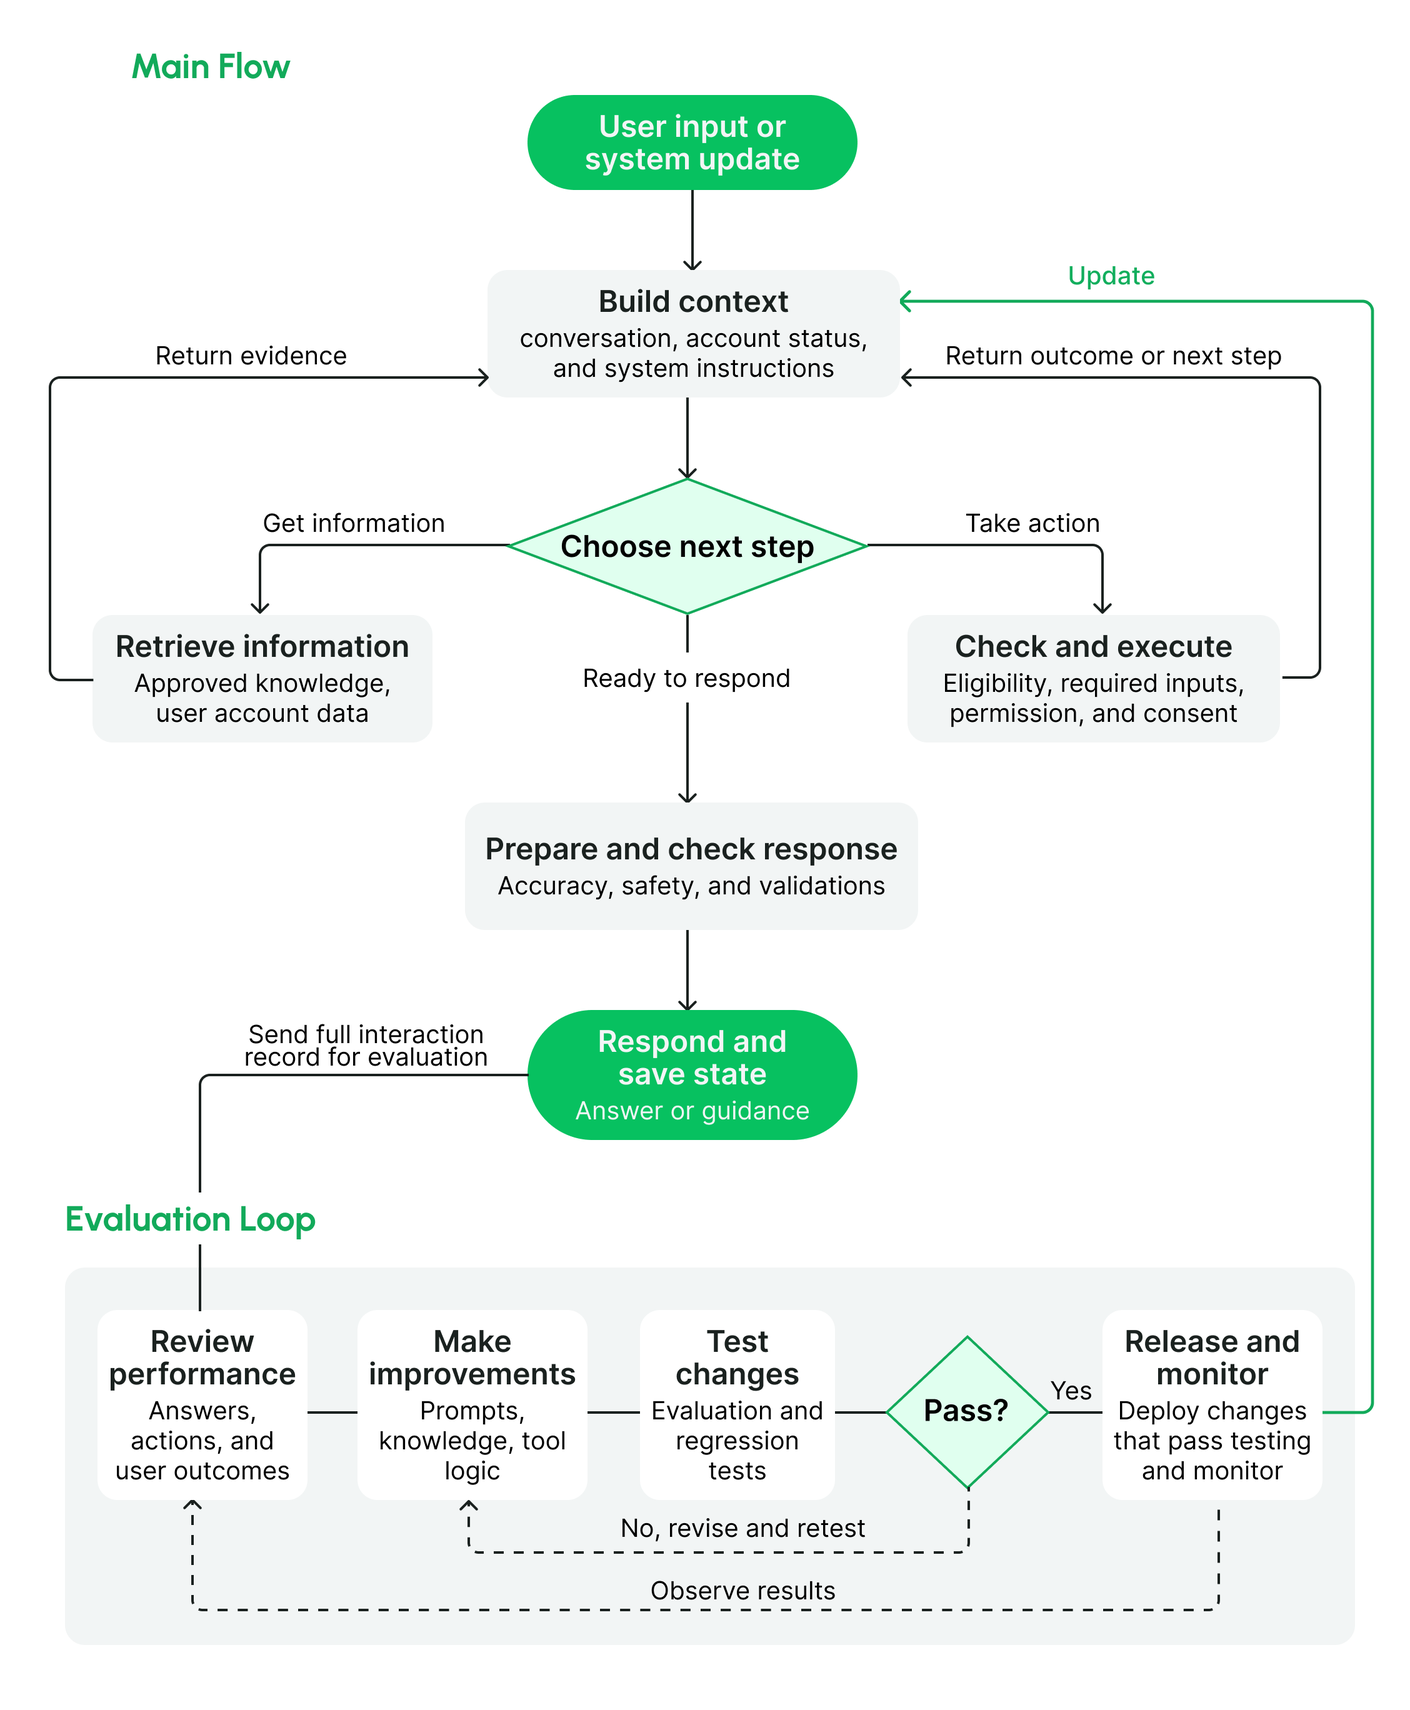 Main Flow
User input or
system update
Update
Build context
conversation, account status,
and system instructions
Return evidence
Return outcome or next step
Get information
Choose next step
Take action
Retrieve information
Approved knowledge,
user account data
Ready to respond
Check and execute
Eligibility, required inputs,
permission, and consent
Prepare and check response
Accuracy, safety, and validations
Send full interaction
record for evaluation
Respond and
save state
Answer or guidance
Evaluation Loop
Review
performance
Answers,
actions, and
user outcomes
Make
improvements
Prompts,
knowledge, tool
logic
Test
changes
Evaluation and
regression
tests
Pass?
Yes
Release and
monitor
Deploy changes
that pass testing
and monitor
No, revise and retest
Observe results